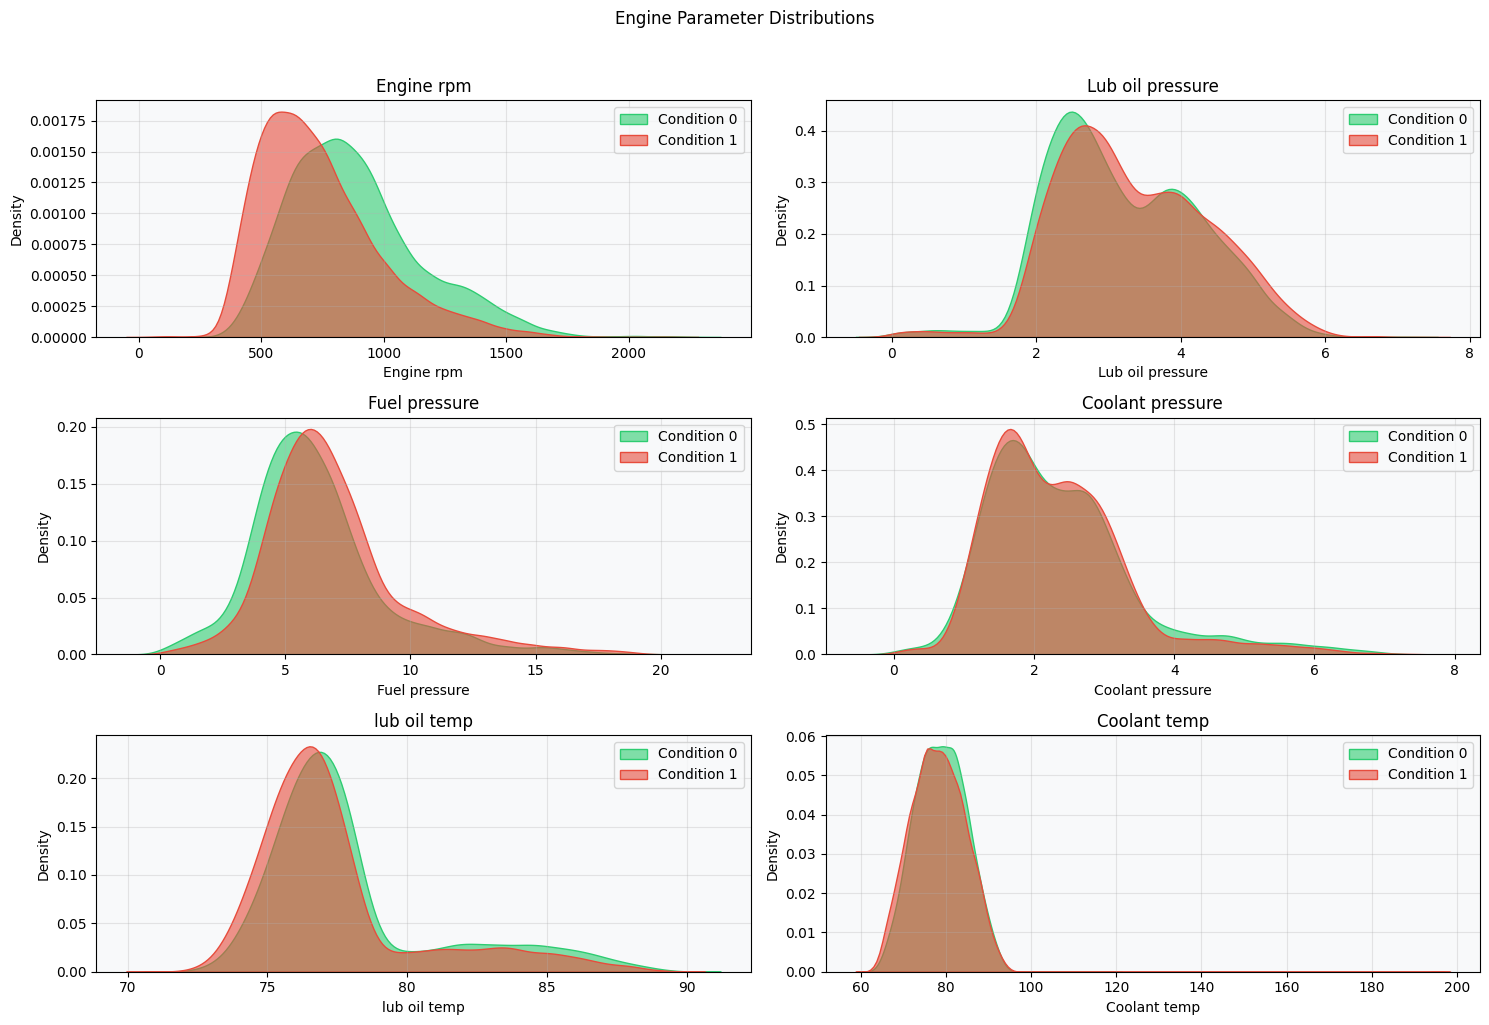 Engine Parameter Distributions
Engine rpm
Density
0.00175
0.00150
0.00125
0.00100
0.00075
0.00050
0.00025
0.00000
Condition 0
Condition 1
0 500 1000 1500 2000
Engine rpm
Lub oil pressure
Density
0.4
0.3
0.2
0.1
0.0
Condition 0
Condition 1
0 2 4 6 8
Lub oil pressure
Fuel pressure
Density
0.20
0.15
0.10
0.05
0.00
Condition 0
Condition 1
0 5 10 15 20
Fuel pressure
Coolant pressure
Density
0.5
0.4
0.3
0.2
0.1
0.0
Condition 0
Condition 1
0 2 4 6 8
Coolant pressure
lub oil temp
Density
0.20
0.15
0.10
0.05
0.00
Condition 0
Condition 1
70 75 80 85 90
lub oil temp
Coolant temp
Density
0.06
0.05
0.04
0.03
0.02
0.01
0.00
Condition 0
Condition 1
60 80 100 120 140 160 180 200
Coolant temp